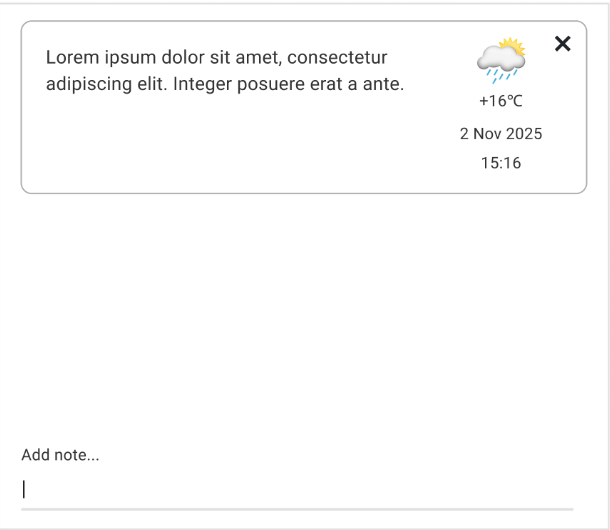 Lorem ipsum dolor sit amet, consectetur
adipiscing elit. Integer posuere erat a ante.
+16℃
2 Nov 2025
15:16
Add note...